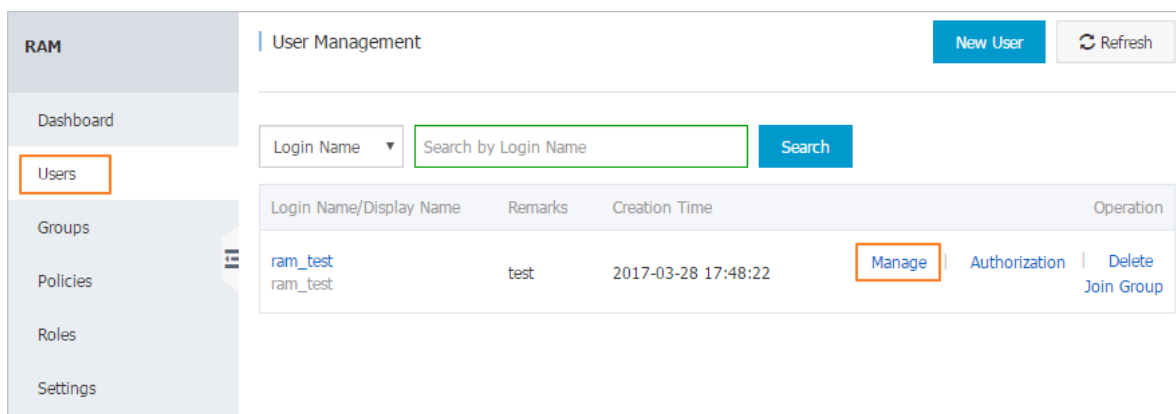 RAM
Dashboard
Users
Groups
Policies
Roles
Settings
User Management
New User
Refresh
Login Name
Search by Login Name
Search
Login Name/Display Name Remarks Creation Time Operation
ram_test test 2017-03-28 17:48:22 Manage | Authorization | Delete
ram_test Join Group